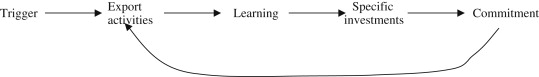 Trigger
Export
activities
Learning
Specific
investments
Commitment